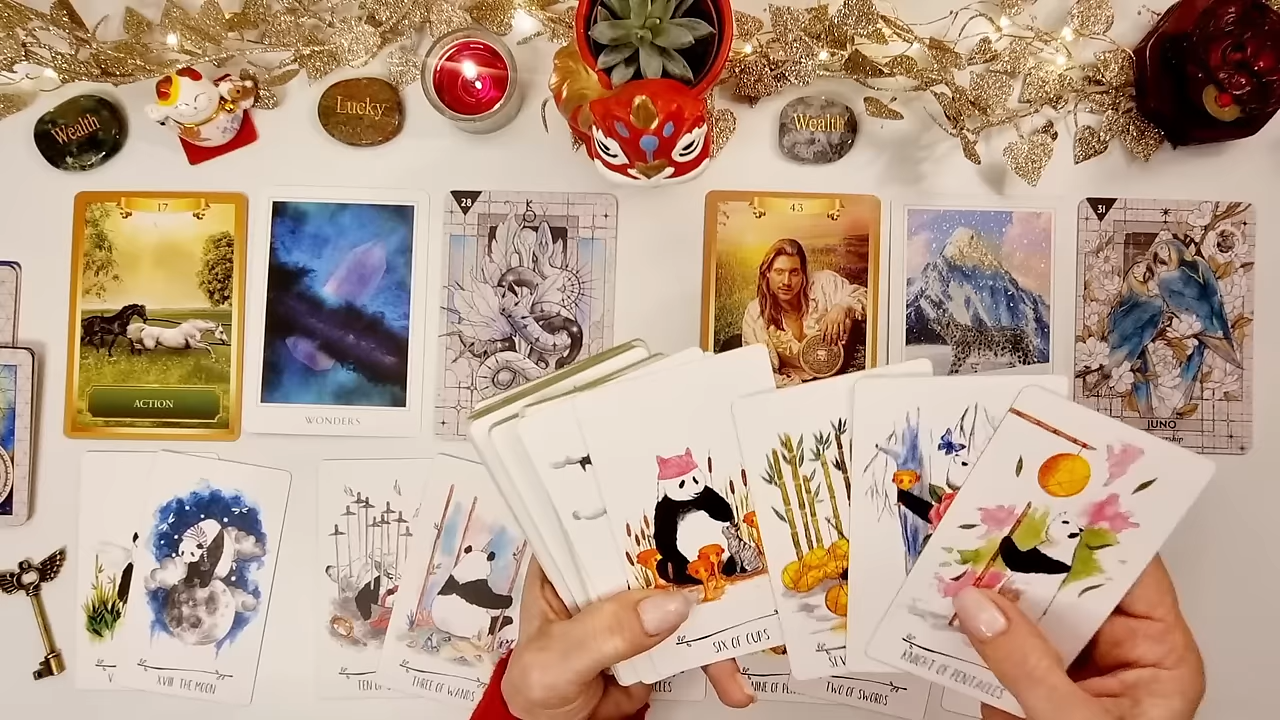 Wealth
Lucky
Wealth
17
28
43
31
ACTION
WONDERS
JUNO
XVIII THE MOON
TEN
THREE OF WANDS
SIX OF CUPS
TWO OF SWORDS
KNIGHT OF PENTACLES